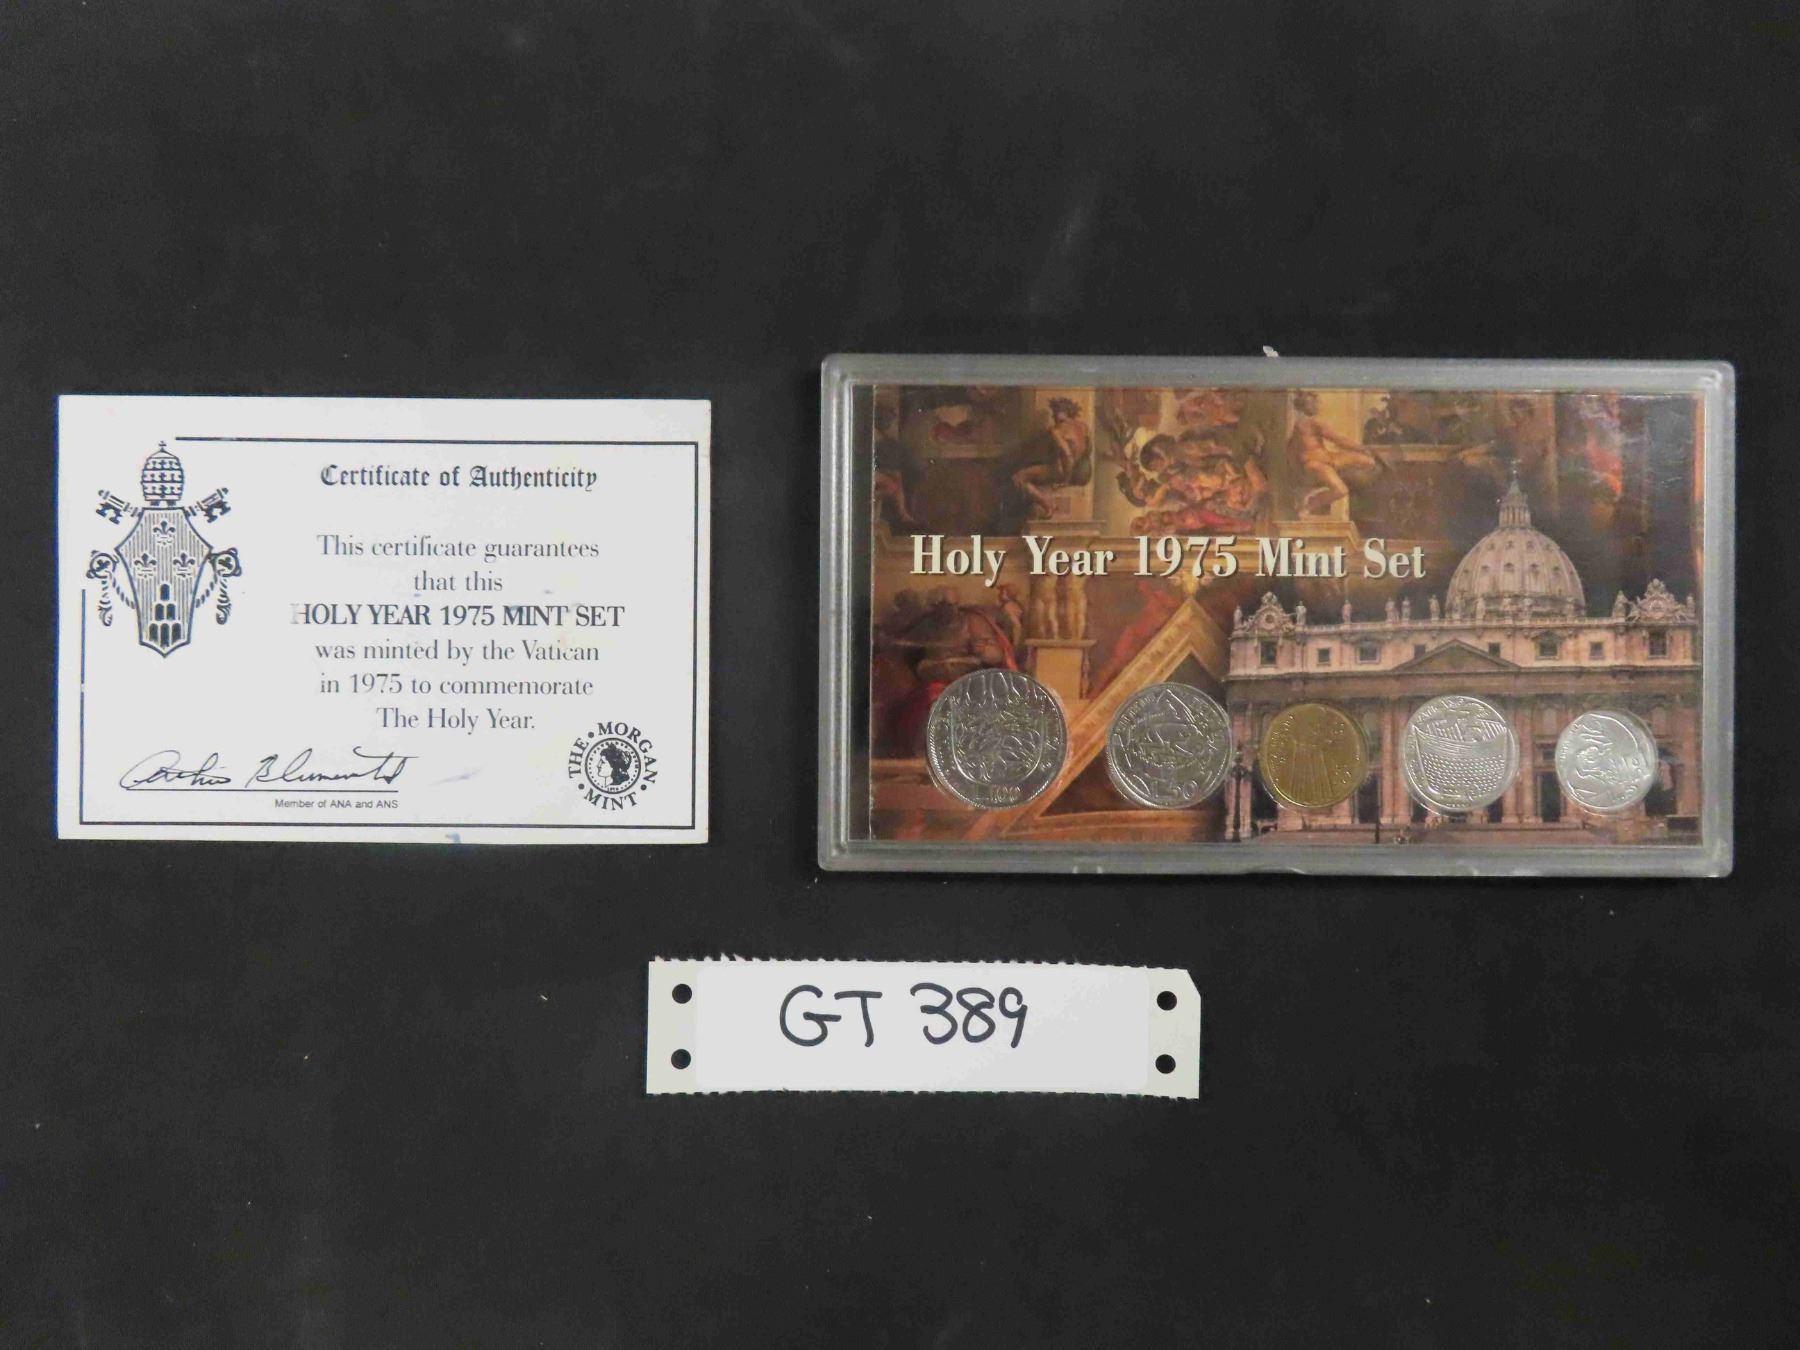 Certificate of Authenticity
This certificate guarantees
that this
HOLY YEAR 1975 MINT SET
was minted by the Vatican
in 1975 to commemorate
The Holy Year.
Member of ANA and ANS
THE MORGAN MINT
Holy Year 1975 Mint Set
L.100
L.50
GT 389